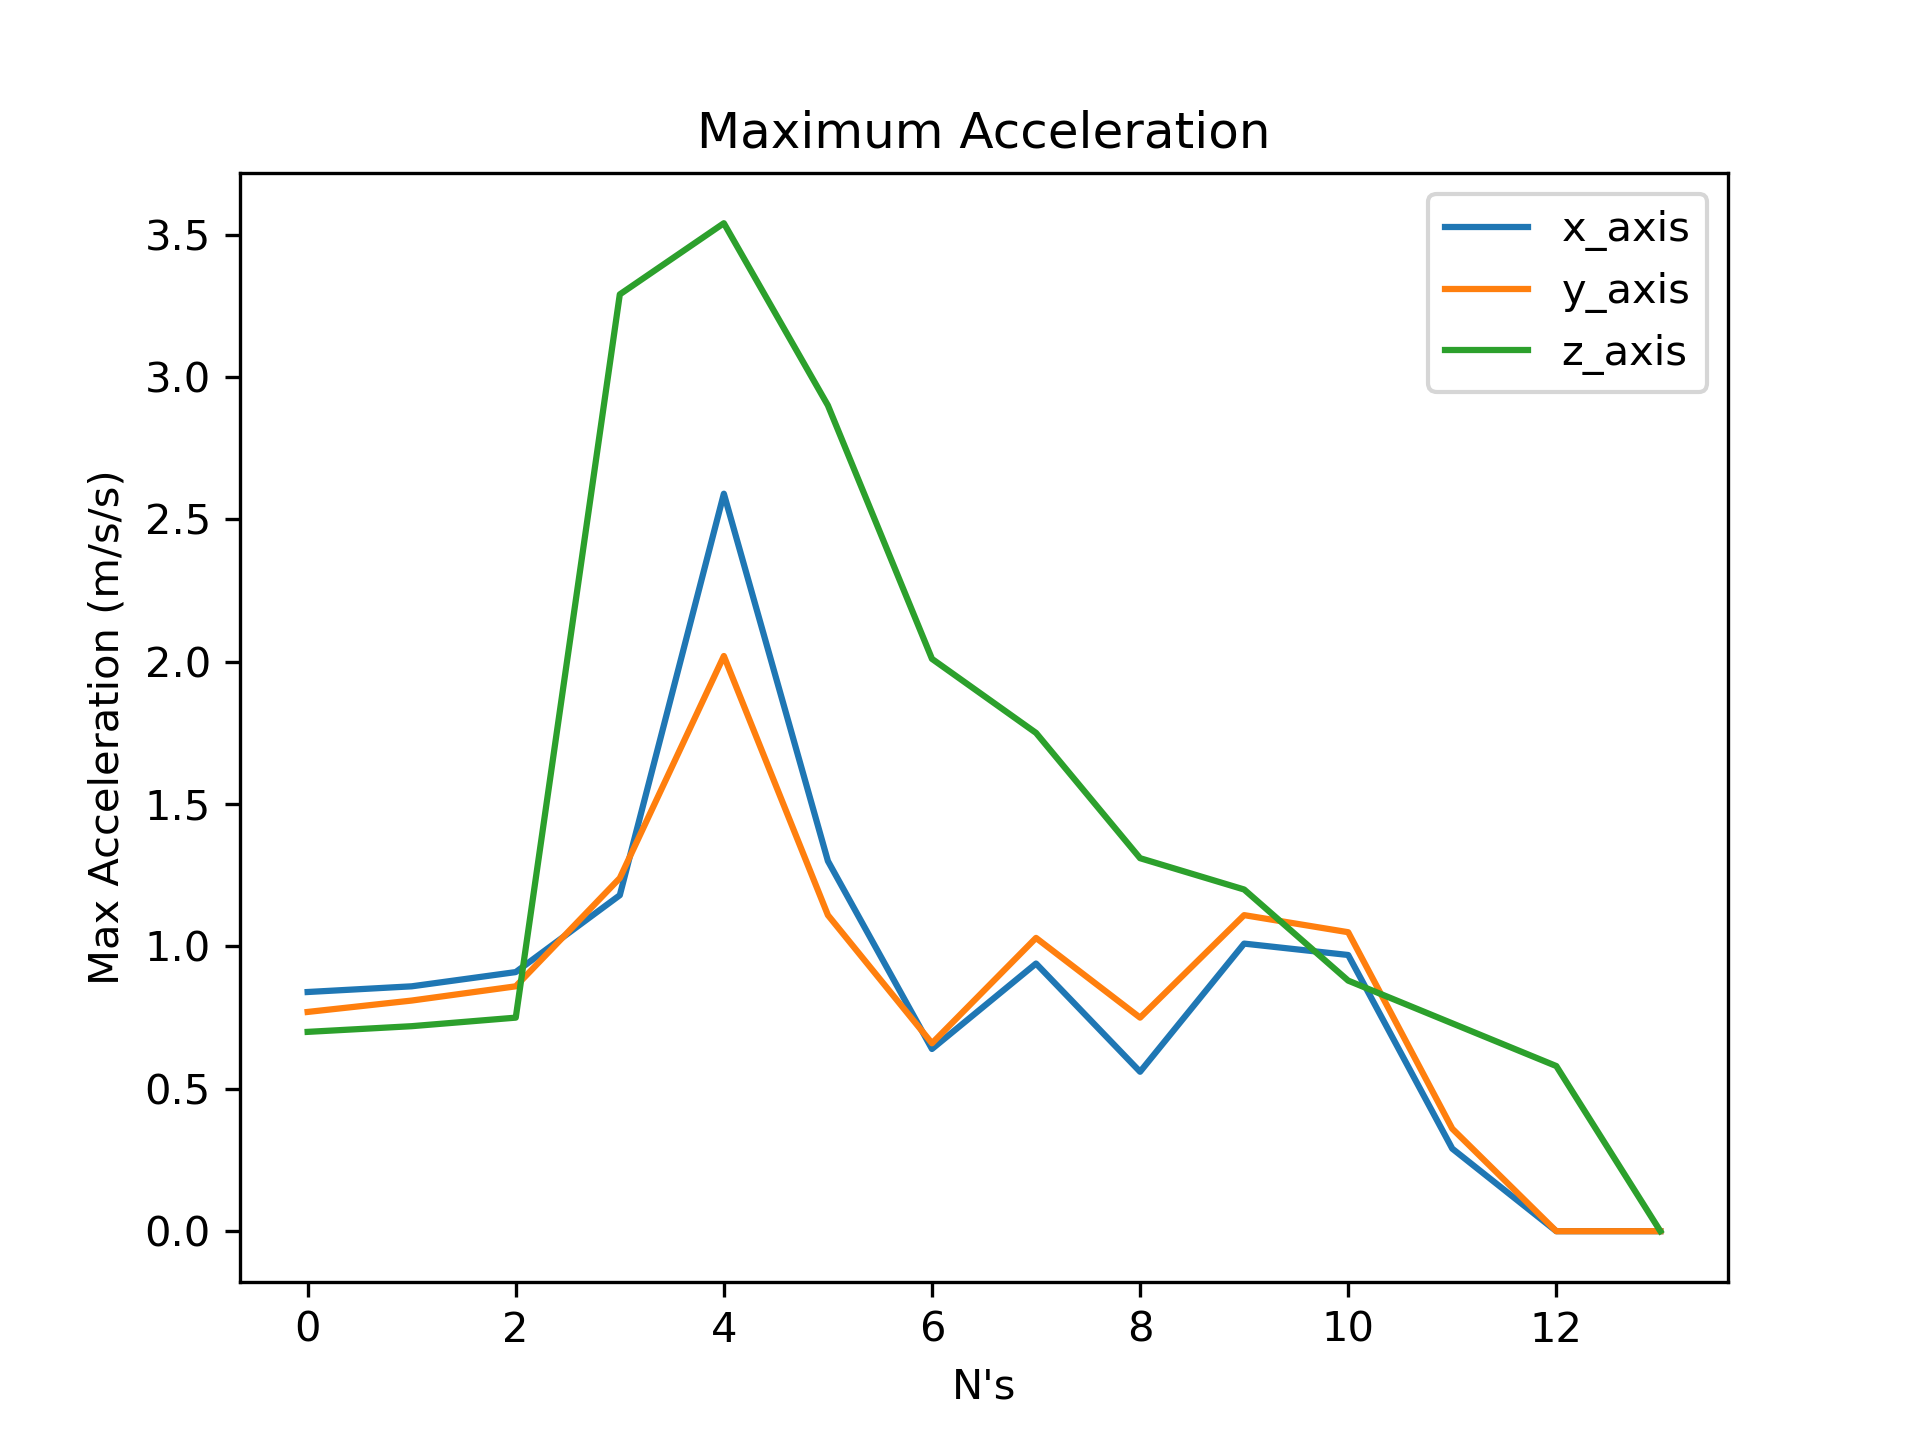 Maximum Acceleration
x_axis
y_axis
z_axis
Max Acceleration (m/s/s)
3.5
3.0
2.5
2.0
1.5
1.0
0.5
0.0
0 2 4 6 8 10 12
N's